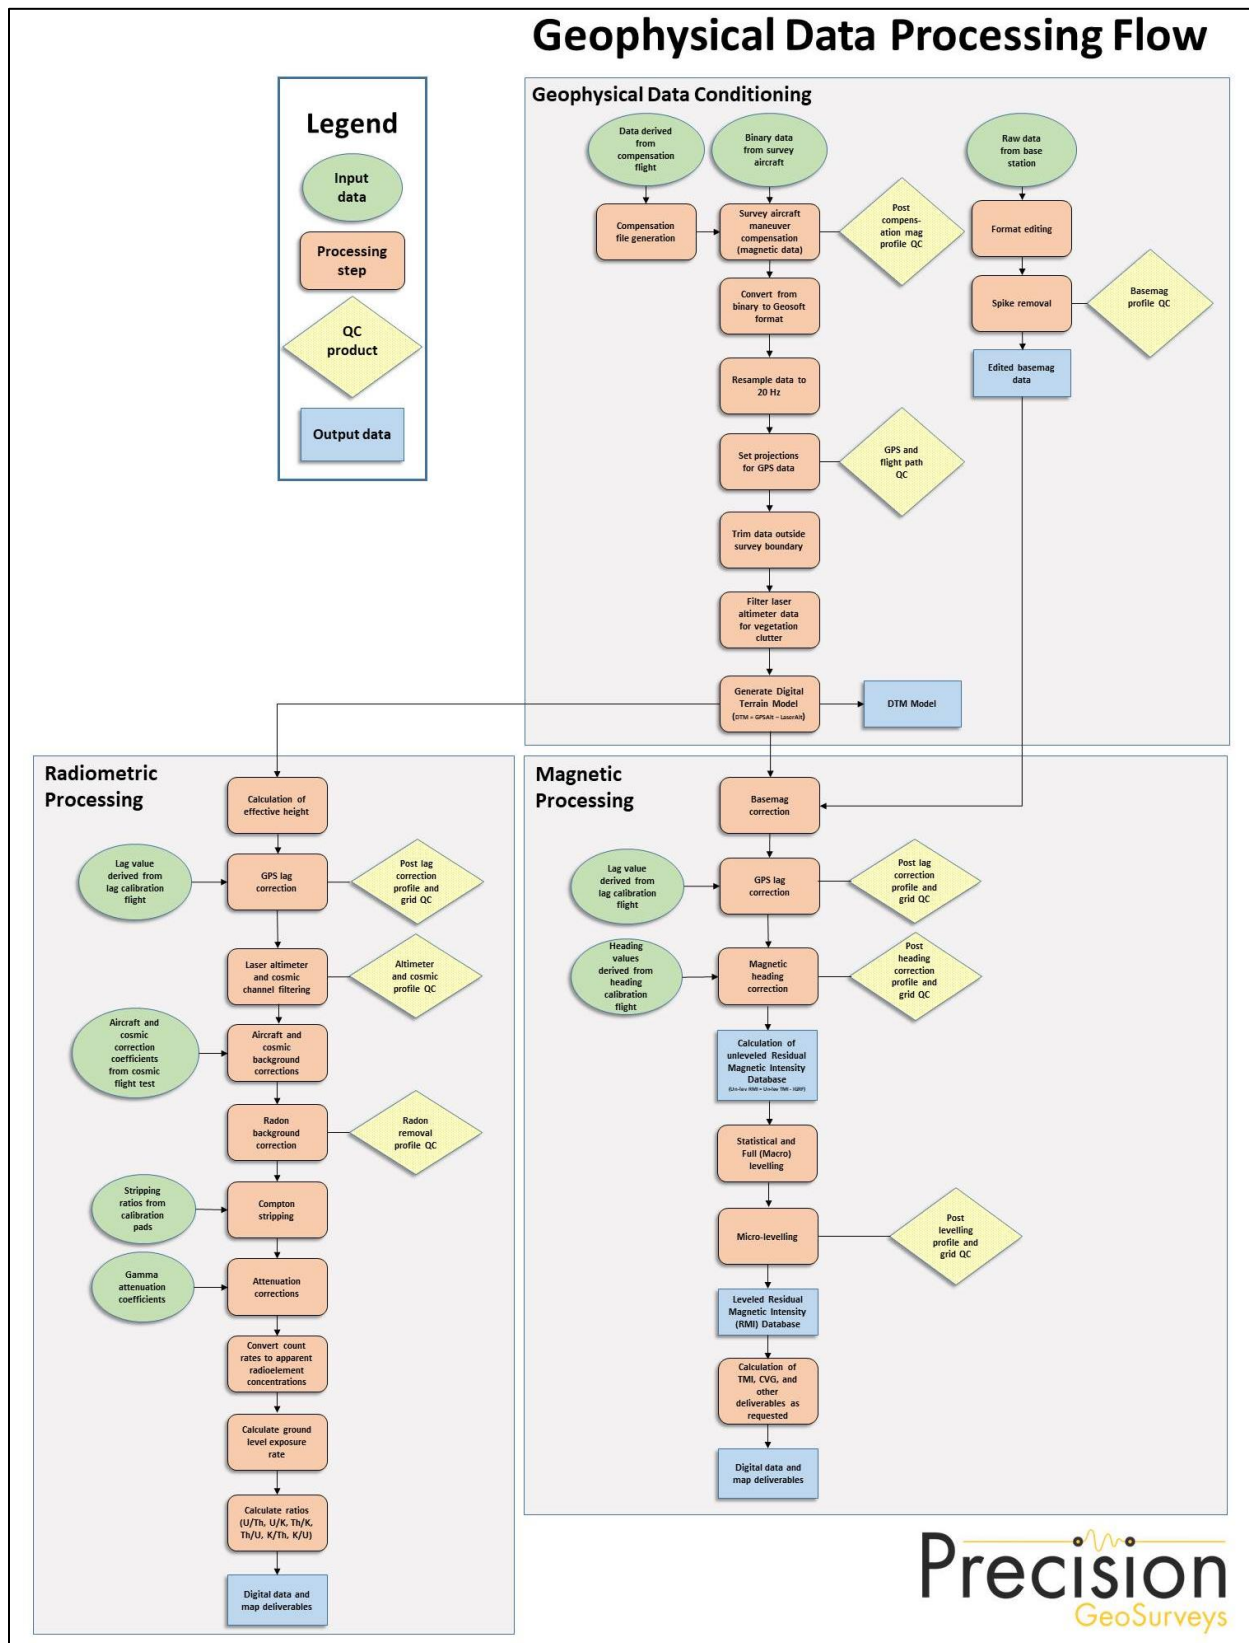 Geophysical Data Processing Flow
Legend
Input
data
Processing
step
QC
product
Output data
Geophysical Data Conditioning
Data derived
from
compensation
flight
Binary data
from survey
aircraft
Raw data
from base
station
Compensation
file generation
Survey aircraft
maneuver
compensation
(magnetic data)
Post
compens-
ation mag
profile QC
Format editing
Convert from
binary to Geosoft
format
Spike removal
Basemag
profile QC
Resample data to
20 Hz
Edited basemag
data
Set projections
for GPS data
GPS and
flight path
QC
Trim data outside
survey boundary
Filter laser
altimeter data
for vegetation
clutter
Generate Digital
Terrain Model
(DTM = GPSAlt – LaserAlt)
DTM Model
Radiometric
Processing
Calculation of
effective height
Lag value
derived from
lag calibration
flight
GPS lag
correction
Post lag
correction
profile and
grid QC
Laser altimeter
and cosmic
channel filtering
Altimeter
and cosmic
profile QC
Aircraft and
cosmic
correction
coefficients
from cosmic
flight test
Aircraft and
cosmic
background
corrections
Radon
background
correction
Radon
removal
profile QC
Stripping
ratios from
calibration
pads
Compton
stripping
Gamma
attenuation
coefficients
Attenuation
corrections
Convert count
rates to apparent
radioelement
concentrations
Calculate ground
level exposure
rate
Calculate ratios
(U/Th, U/K, Th/K,
Th/U, K/Th, K/U)
Digital data and
map deliverables
Magnetic
Processing
Basemag
correction
Lag value
derived from
lag calibration
flight
GPS lag
correction
Post lag
correction
profile and
grid QC
Heading
values derived
from heading
calibration
flight
Magnetic
heading
correction
Post
heading
correction
profile and
grid QC
Calculation of
unleveled Residual
Magnetic Intensity
Database
(Un-lev RMI = Un-lev TMI - IGRF)
Statistical and
Full (Macro)
levelling
Micro-levelling
Post
levelling
profile and
grid QC
Leveled Residual
Magnetic Intensity
(RMI) Database
Calculation of
TMI, CVG, and
other
deliverables as
requested
Digital data and
map deliverables
Precision
GeoSurveys